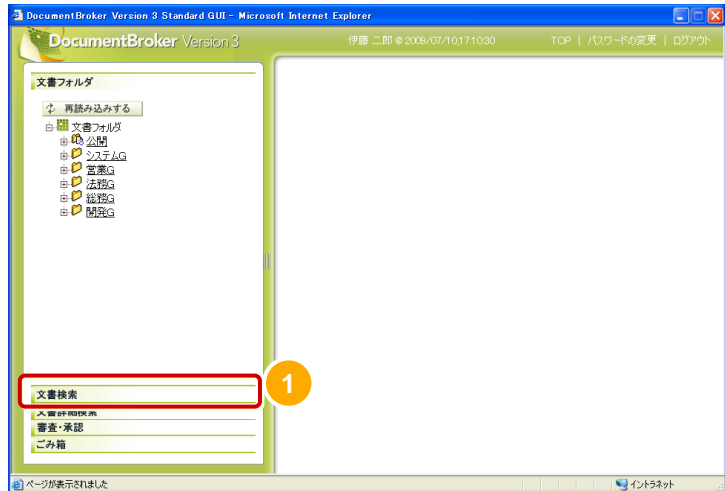 DocumentBroker Version 3 Standard GUI - Microsoft Internet Explorer
DocumentBroker Version 3
伊藤 二郎 @ 2009/07/10,17:10:30 TOP | パスワードの変更 | ログアウト
文書フォルダ
再読み込みする
文書フォルダ
公開
システムG
営業G
法務G
総務G
開発G
文書検索
1
文書詳細検索
審査・承認
ごみ箱
ページが表示されました
イントラネット